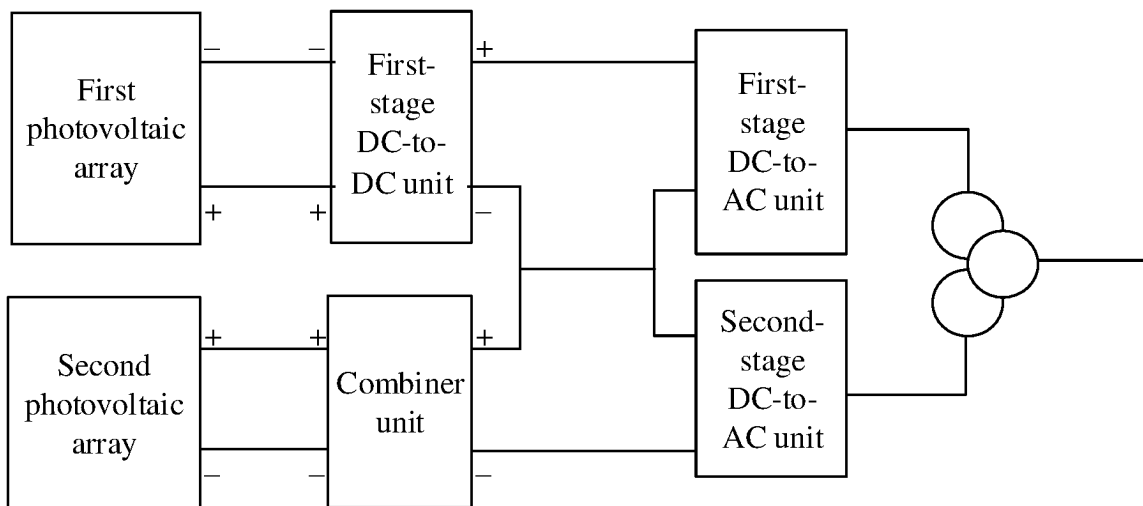 First
photovoltaic
array
−
+
−
+
First-
stage
DC-to-
DC unit
+
−
First-
stage
DC-to-
AC unit
Second
photovoltaic
array
+
−
+
−
Combiner
unit
+
−
Second-
stage
DC-to-
AC unit